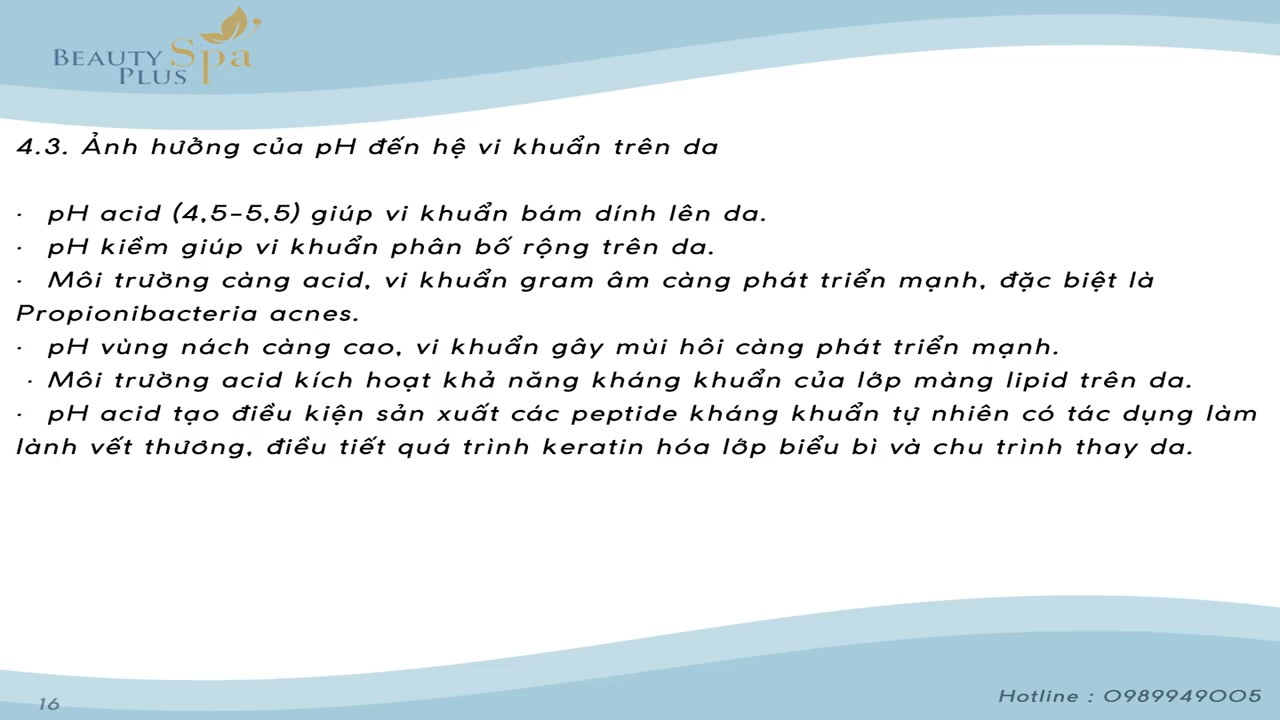 BEAUTY Spa
PLUS
4.3. Ảnh hưởng của pH đến hệ vi khuẩn trên da
· pH acid (4,5-5,5) giúp vi khuẩn bám dính lên da.
· pH kiềm giúp vi khuẩn phân bố rộng trên da.
· Môi trường càng acid, vi khuẩn gram âm càng phát triển mạnh, đặc biệt là
Propionibacteria acnes.
· pH vùng nách càng cao, vi khuẩn gây mùi hôi càng phát triển mạnh.
· Môi trường acid kích hoạt khả năng kháng khuẩn của lớp màng lipid trên da.
· pH acid tạo điều kiện sản xuất các peptide kháng khuẩn tự nhiên có tác dụng làm
lành vết thương, điều tiết quá trình keratin hóa lớp biểu bì và chu trình thay da.
16
Hotline : 0989949005